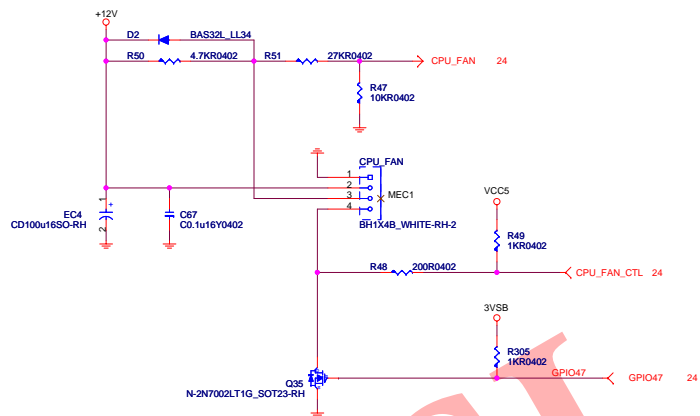 +12V
D2 BAS32L_LL34
R50 4.7KR0402 R51 27KR0402 CPU_FAN 24
R47
10KR0402
CPU_FAN
1
2
3
4
MEC1
BH1X4B_WHITE-RH-2
1
+
2
EC4
CD100u16SO-RH
C67
C0.1u16Y0402
VCC5
R49
1KR0402
R48 200R0402 CPU_FAN_CTL 24
3VSB
R305
1KR0402
GPIO47 GPIO47 24
Q35
N-2N7002LT1G_SOT23-RH